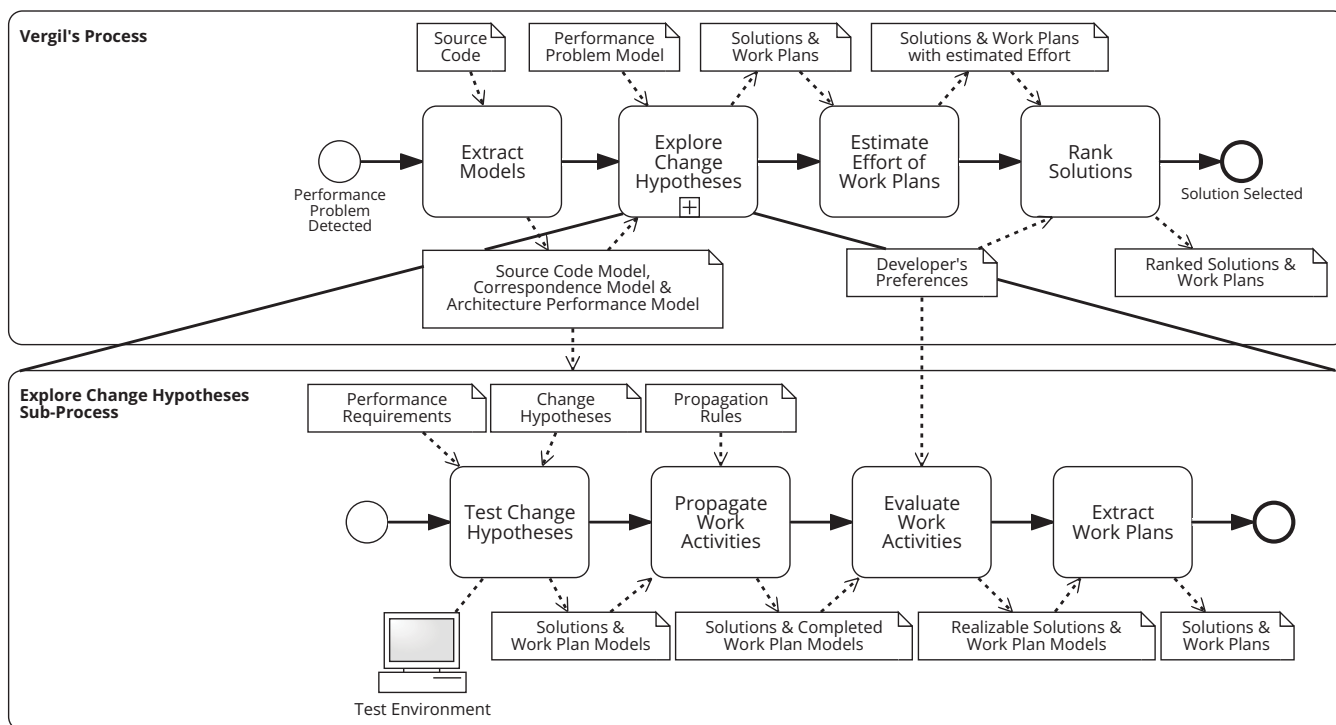 Vergil's Process
Source
Code
Performance
Problem Model
Solutions &
Work Plans
Solutions & Work Plans
with estimated Effort
Extract
Models
Explore
Change
Hypotheses
Estimate
Effort of
Work Plans
Rank
Solutions
Performance
Problem
Detected
Solution Selected
Source Code Model,
Correspondence Model &
Architecture Performance Model
Developer's
Preferences
Ranked Solutions &
Work Plans
Explore Change Hypotheses
Sub-Process
Performance
Requirements
Change
Hypotheses
Propagation
Rules
Test Change
Hypotheses
Propagate
Work
Activities
Evaluate
Work
Activities
Extract
Work Plans
Solutions &
Work Plan Models
Solutions & Completed
Work Plan Models
Realizable Solutions &
Work Plan Models
Solutions &
Work Plans
Test Environment